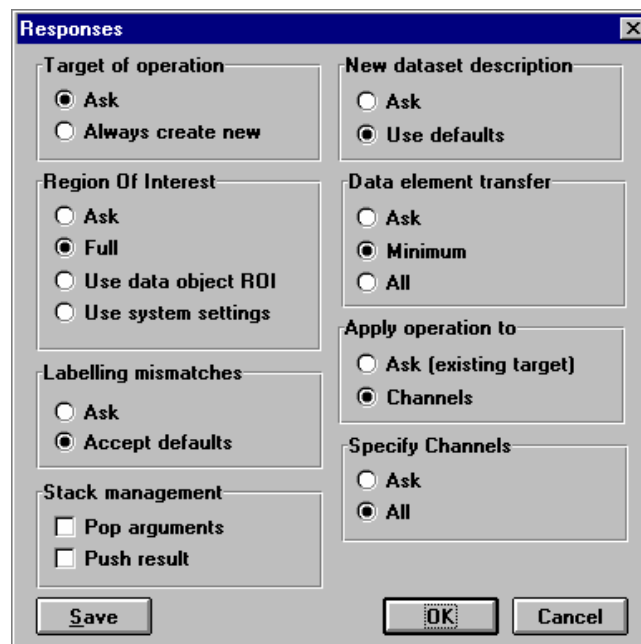 Responses
Target of operation
Ask
Always create new
Region Of Interest
Ask
Full
Use data object ROI
Use system settings
Labelling mismatches
Ask
Accept defaults
Stack management
Pop arguments
Push result
New dataset description
Ask
Use defaults
Data element transfer
Ask
Minimum
All
Apply operation to
Ask (existing target)
Channels
Specify Channels
Ask
All
Save
OK
Cancel